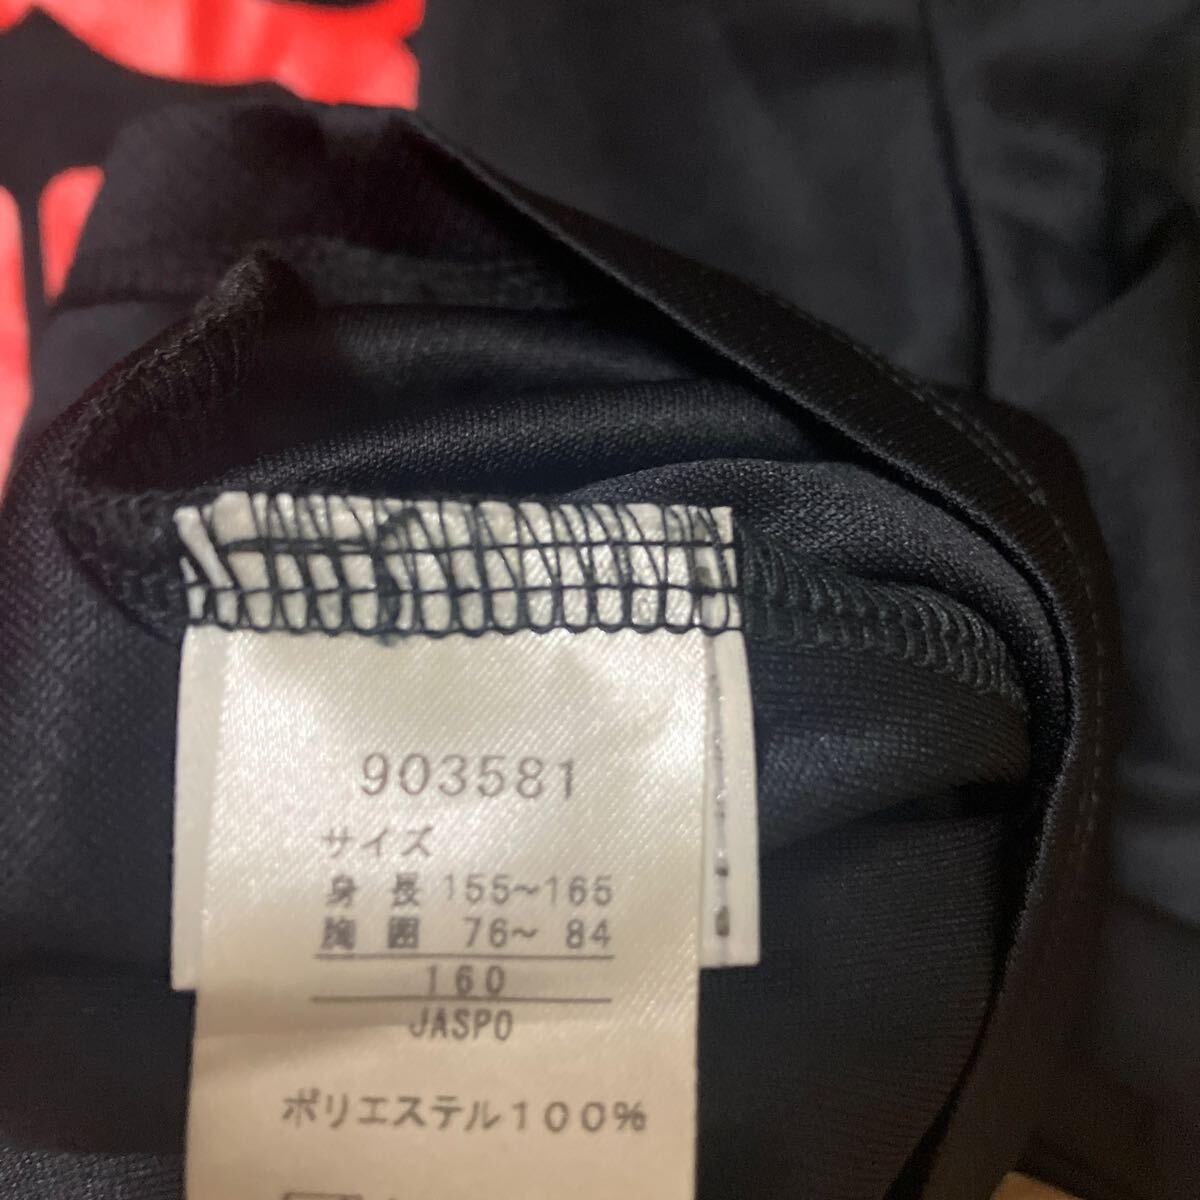 903581
サイズ
身長 155～165
胸囲 76～ 84
160
JASPO
ポリエステル100%